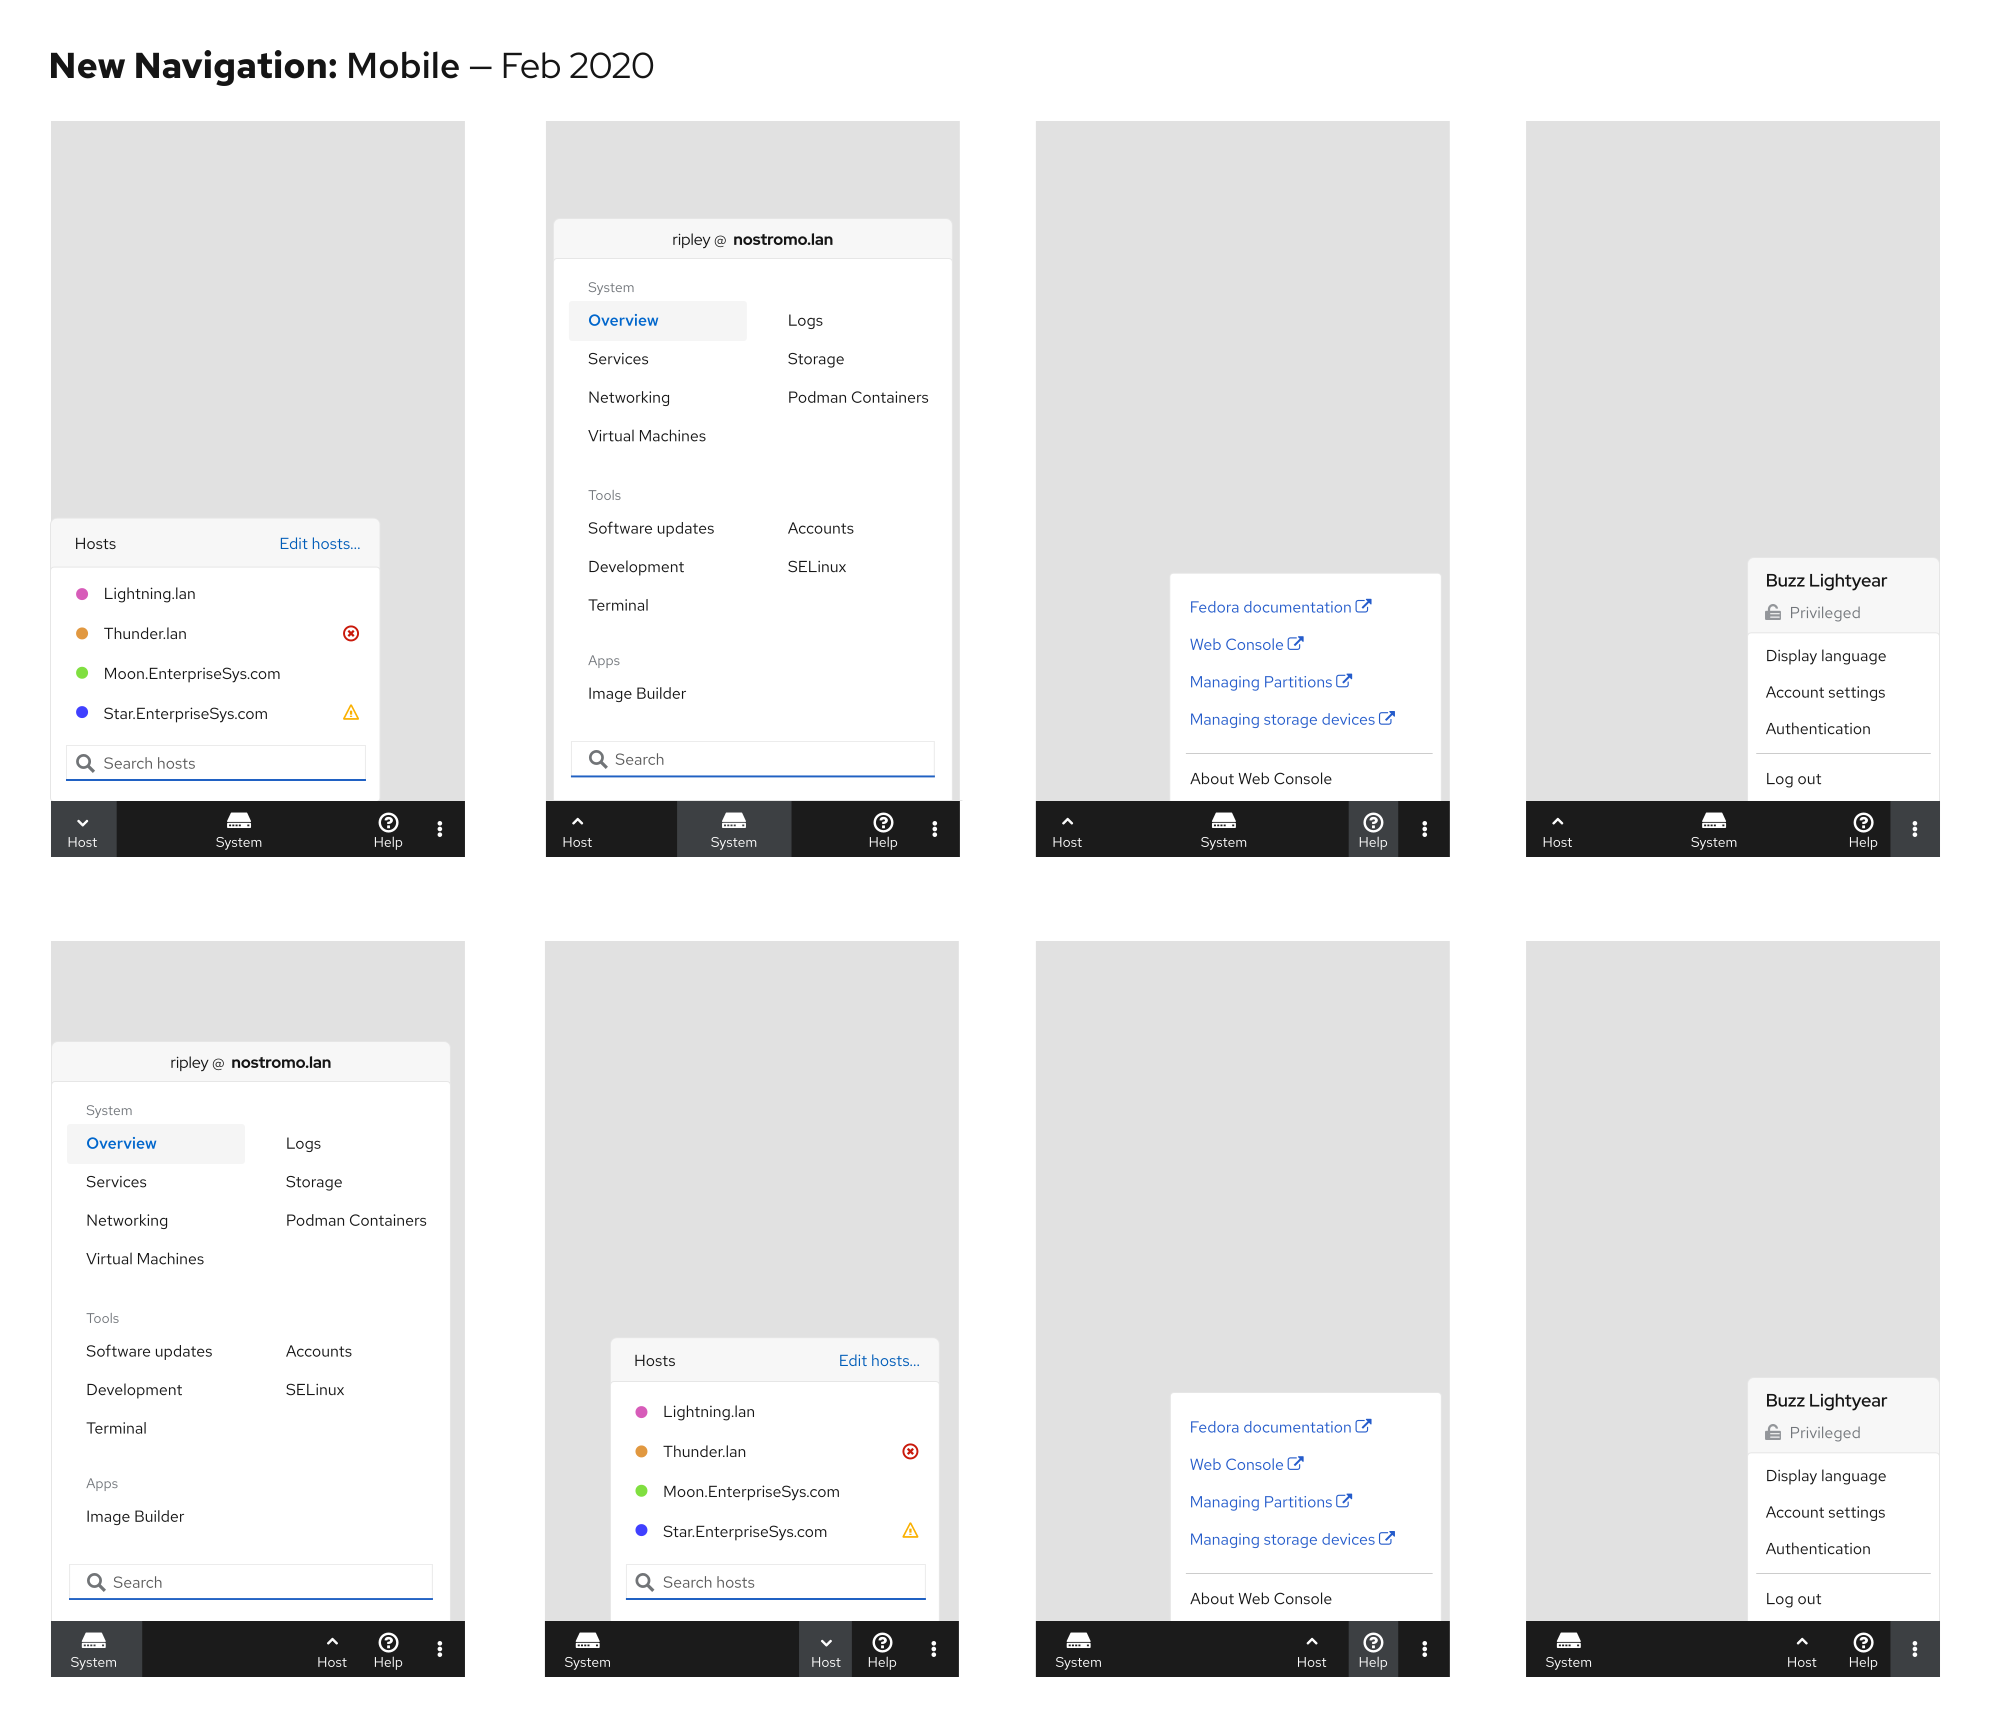 New Navigation: Mobile — Feb 2020
Hosts Edit hosts...
Lightning.lan
Thunder.lan
Moon.EnterpriseSys.com
Star.EnterpriseSys.com
Search hosts
Host System Help
ripley @ nostromo.lan
System
Overview Logs
Services Storage
Networking Podman Containers
Virtual Machines
Tools
Software updates Accounts
Development SELinux
Terminal
Apps
Image Builder
Search
Host System Help
Fedora documentation
Web Console
Managing Partitions
Managing storage devices
About Web Console
Host System Help
Buzz Lightyear
Privileged
Display language
Account settings
Authentication
Log out
Host System Help
ripley @ nostromo.lan
System
Overview Logs
Services Storage
Networking Podman Containers
Virtual Machines
Tools
Software updates Accounts
Development SELinux
Terminal
Apps
Image Builder
Search
System Host Help
Hosts Edit hosts...
Lightning.lan
Thunder.lan
Moon.EnterpriseSys.com
Star.EnterpriseSys.com
Search hosts
System Host Help
Fedora documentation
Web Console
Managing Partitions
Managing storage devices
About Web Console
System Host Help
Buzz Lightyear
Privileged
Display language
Account settings
Authentication
Log out
System Host Help